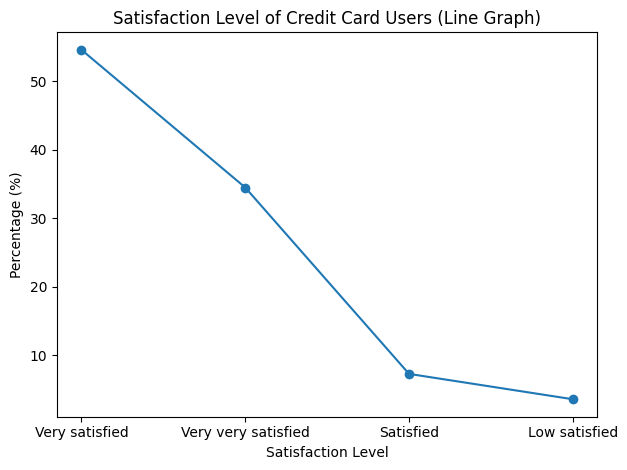 Satisfaction Level of Credit Card Users (Line Graph)
Percentage (%)
50
40
30
20
10
Very satisfied Very very satisfied Satisfied Low satisfied
Satisfaction Level